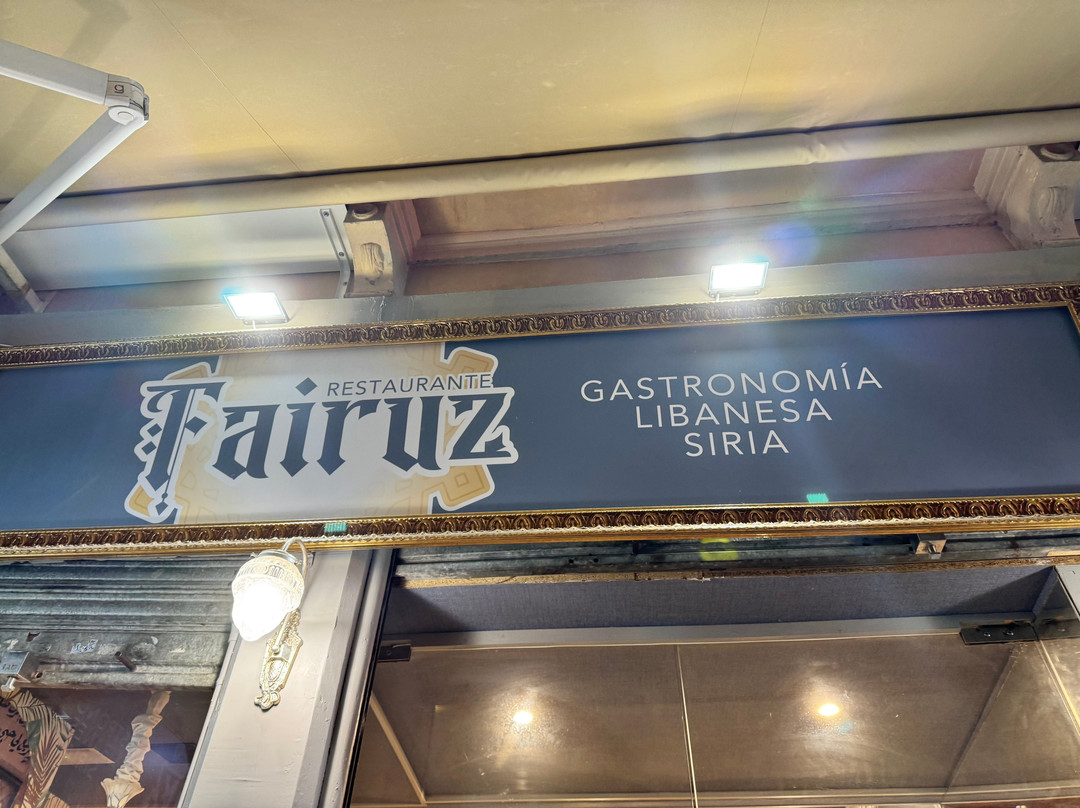 RESTAURANTE
Fairuz
GASTRONOMÍA
LIBANESA
SIRIA